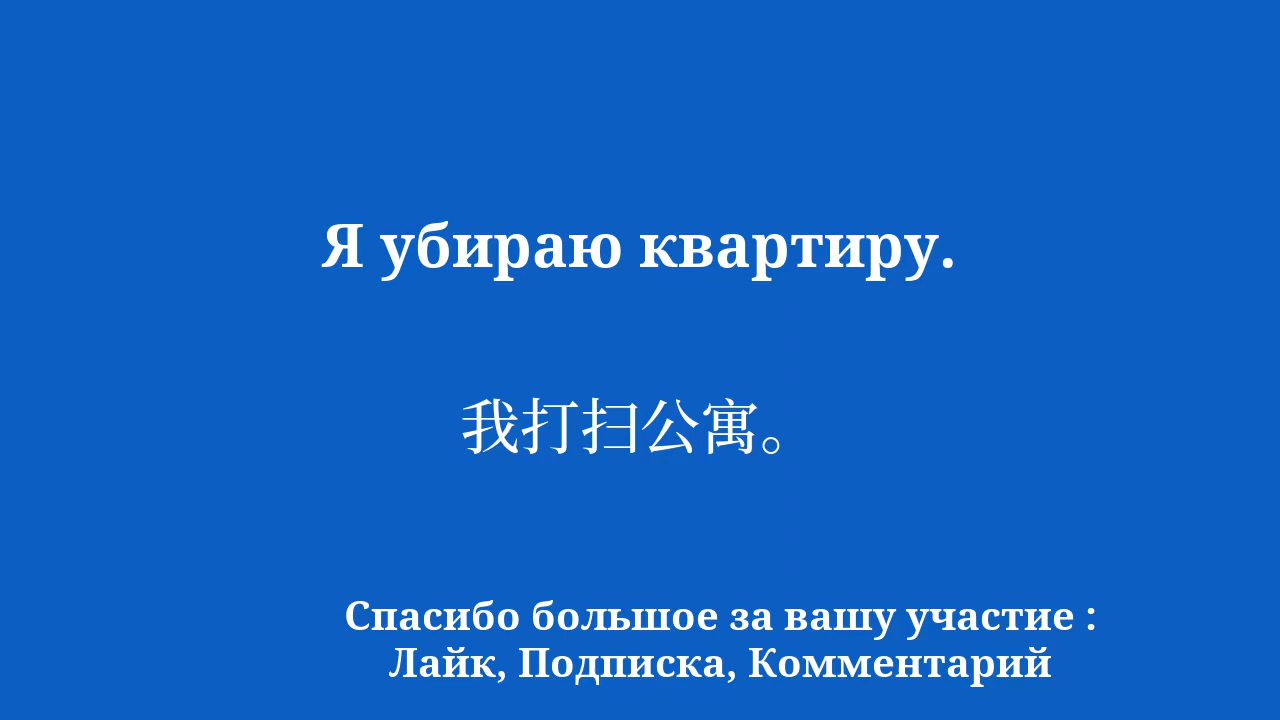 Я убираю квартиру.
我打扫公寓。
Спасибо большое за вашу участие :
Лайк, Подписка, Комментарий